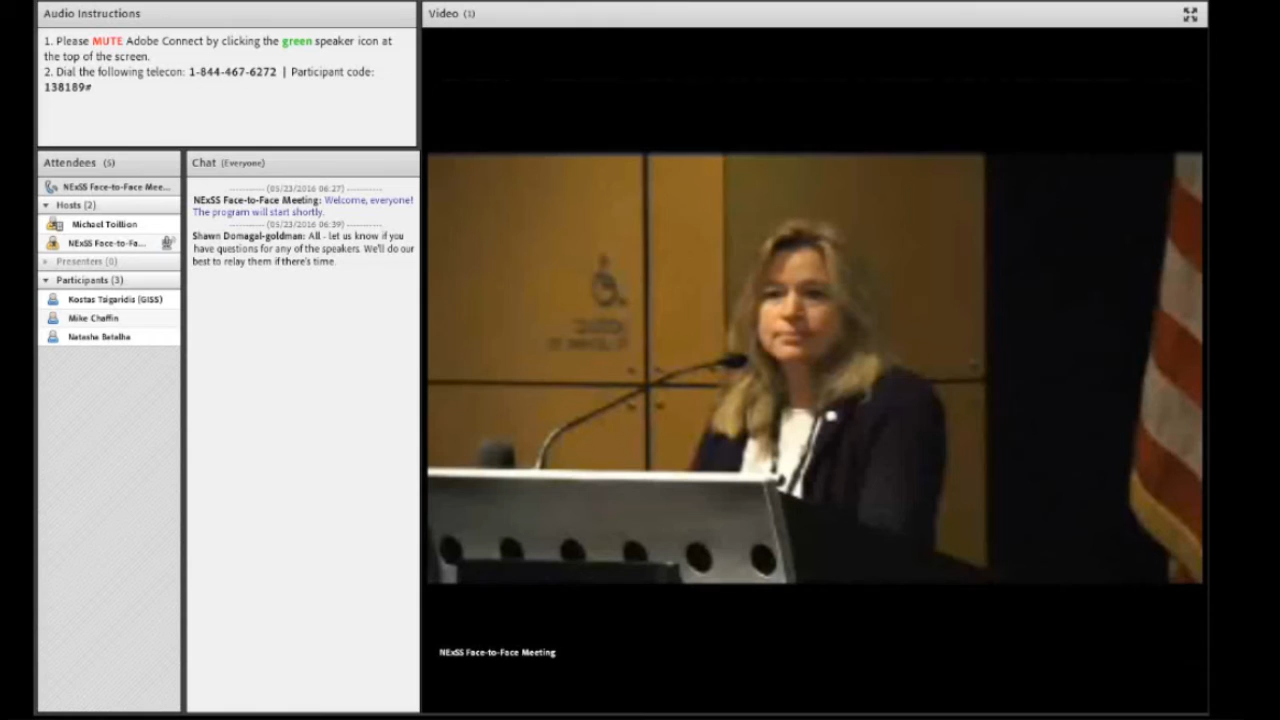 Audio Instructions
1. Please MUTE Adobe Connect by clicking the green speaker icon at
the top of the screen.
2. Dial the following telecon: 1-844-467-6272 | Participant code:
138189#
Attendees (5)
NExSS Face-to-Face Mee...
Hosts (2)
Michael Toillion
NExSS Face-to-Fa...
Presenters (0)
Participants (3)
Kostas Tsigaridis (GISS)
Mike Chaffin
Natasha Batalha
Chat (Everyone)
------------ (05/23/2016 06:27) ------------
NExSS Face-to-Face Meeting: Welcome, everyone!
The program will start shortly.
------------ (05/23/2016 06:39) ------------
Shawn Domagal-goldman: All - let us know if you
have questions for any of the speakers. We'll do our
best to relay them if there's time.
Video (1)
NExSS Face-to-Face Meeting